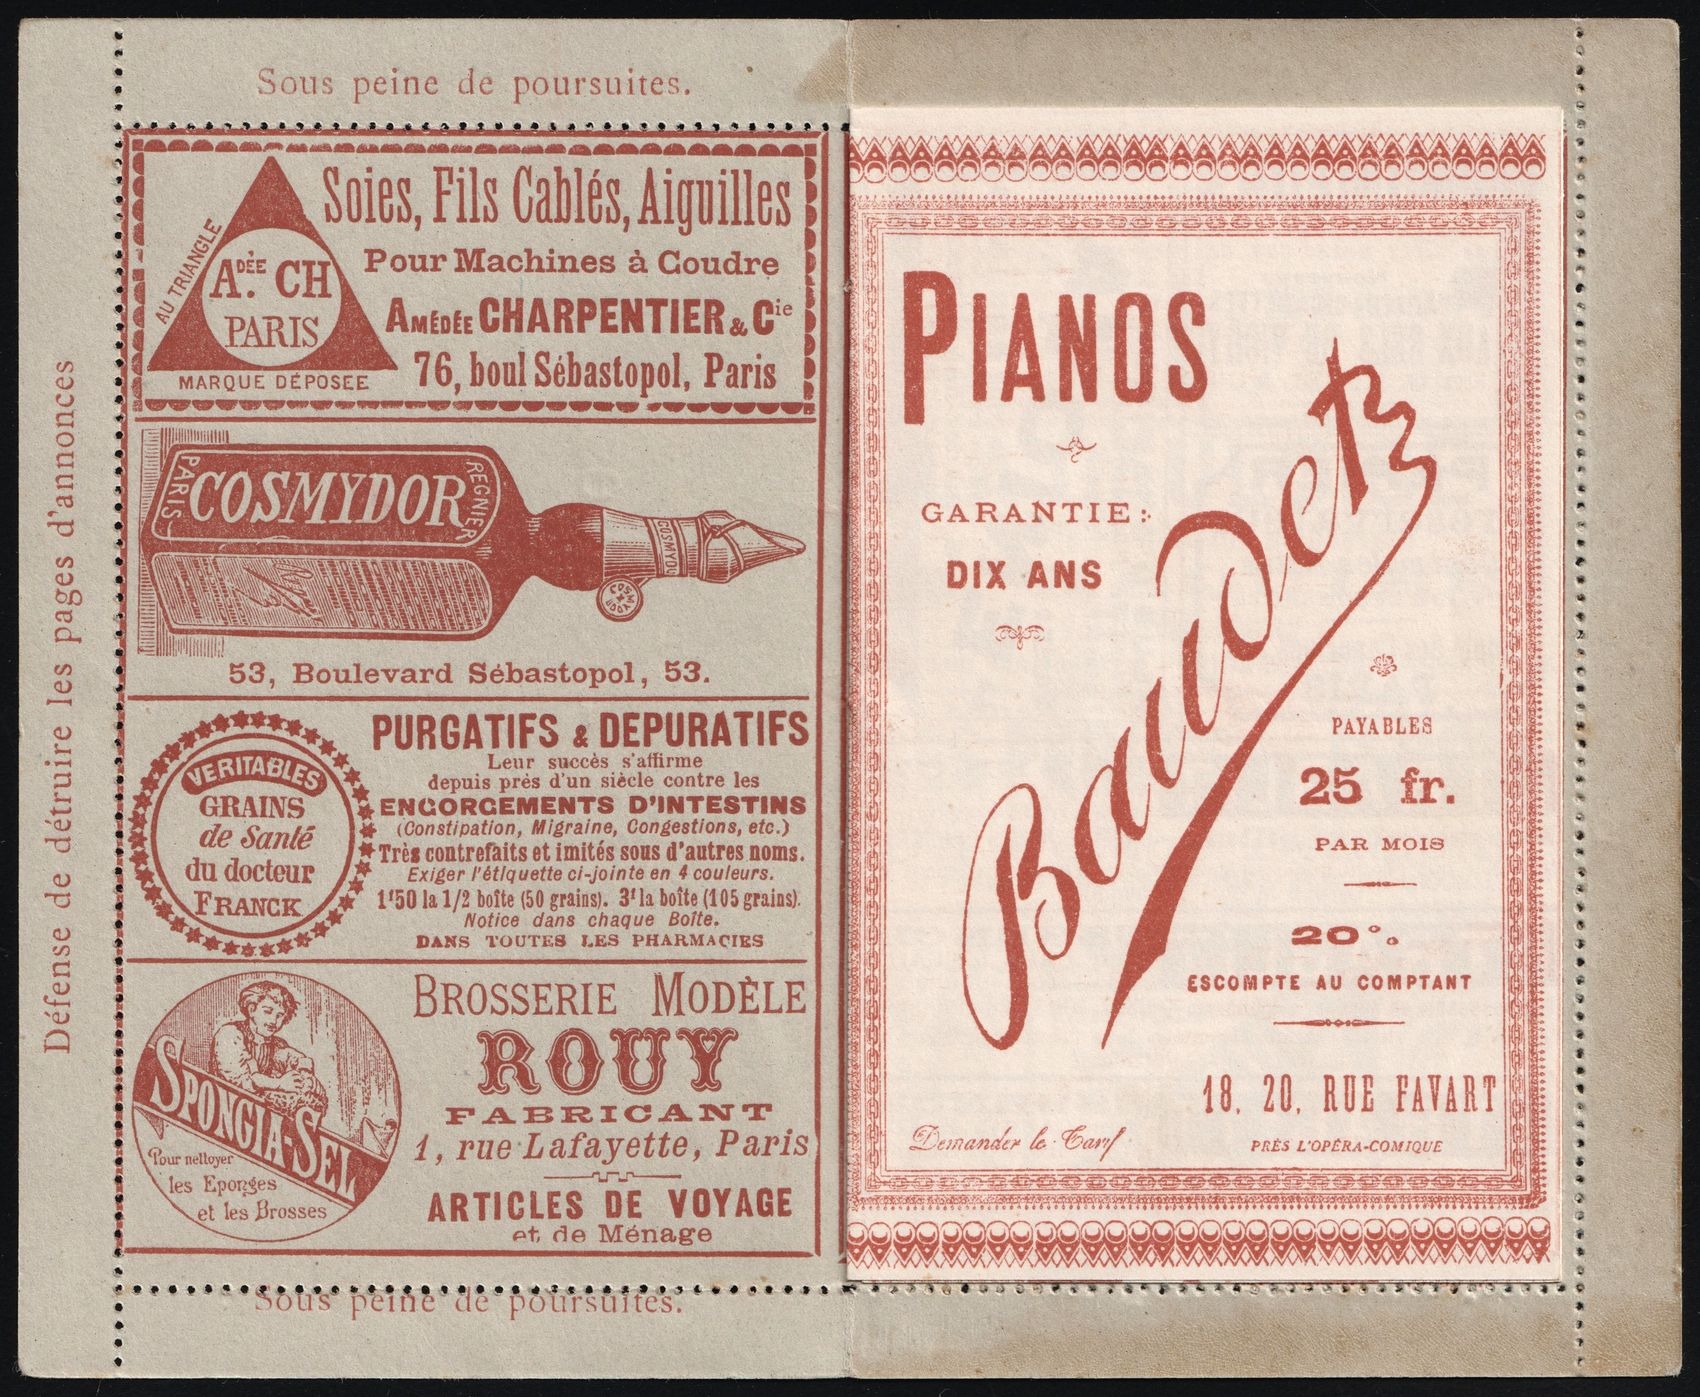 Sous peine de poursuites.
Défense de détruire les pages d'annonces
AU TRIANGLE
ADÉE. CH
PARIS
MARQUE DÉPOSÉE
Soies, Fils Cablés, Aiguilles
Pour Machines à Coudre
AMÉDÉE CHARPENTIER & Cie
76, boul Sébastopol, Paris
PARIS
COSMYDOR
REGNIER
COSMYDOR
COSMYDOR
53, Boulevard Sébastopol, 53.
VERITABLES
GRAINS
de Santé
du docteur
FRANCK
PURGATIFS & DEPURATIFS
Leur succès s'affirme
depuis près d'un siècle contre les
ENGORGEMENTS D'INTESTINS
(Constipation, Migraine, Congestions, etc.)
Très contrefaits et imités sous d'autres noms.
Exiger l'étiquette ci-jointe en 4 couleurs.
1f50 la 1/2 boîte (50 grains). 3f la boîte (105 grains).
Notice dans chaque Boîte.
DANS TOUTES LES PHARMACIES
SPONGIA-SEL
Pour nettoyer
les Eponges
et les Brosses
BROSSERIE MODÈLE
ROUY
FABRICANT
1, rue Lafayette, Paris
ARTICLES DE VOYAGE
et de Ménage
Sous peine de poursuites.
PIANOS
GARANTIE:
DIX ANS
Baudet
PAYABLES
25 fr.
PAR MOIS
20%
ESCOMPTE AU COMPTANT
18, 20, RUE FAVART
Demander le Tarif
PRÈS L'OPÉRA-COMIQUE